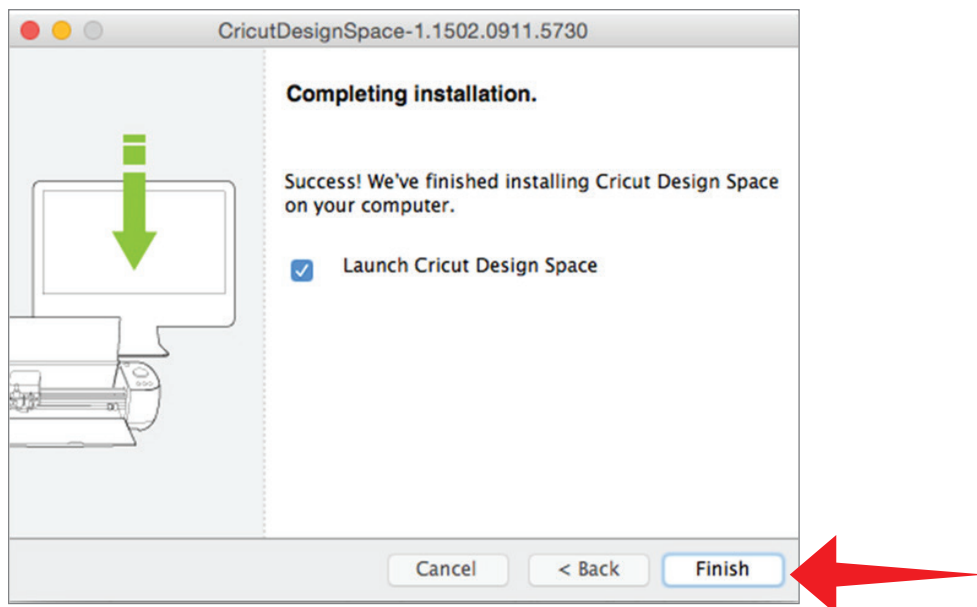 CricutDesignSpace-1.1502.0911.5730
Completing installation.
Success! We've finished installing Cricut Design Space
on your computer.
Launch Cricut Design Space
Cancel
< Back
Finish